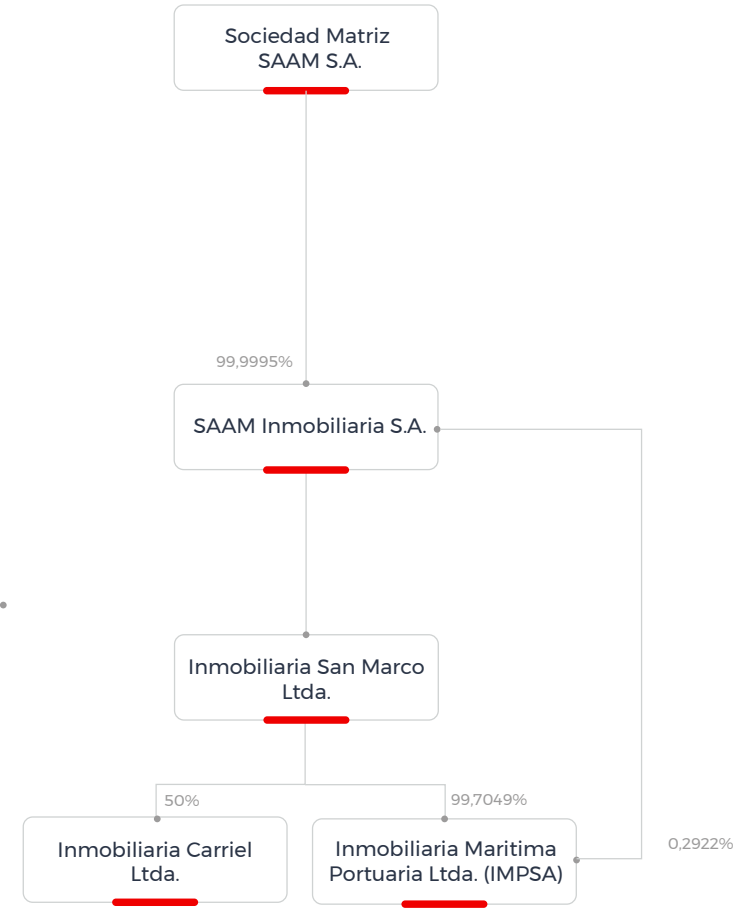 Sociedad Matriz
SAAM S.A.
99,9995%
SAAM Inmobiliaria S.A.
Inmobiliaria San Marco
Ltda.
50%
99,7049%
Inmobiliaria Carriel
Ltda.
Inmobiliaria Maritima
Portuaria Ltda. (IMPSA)
0,2922%